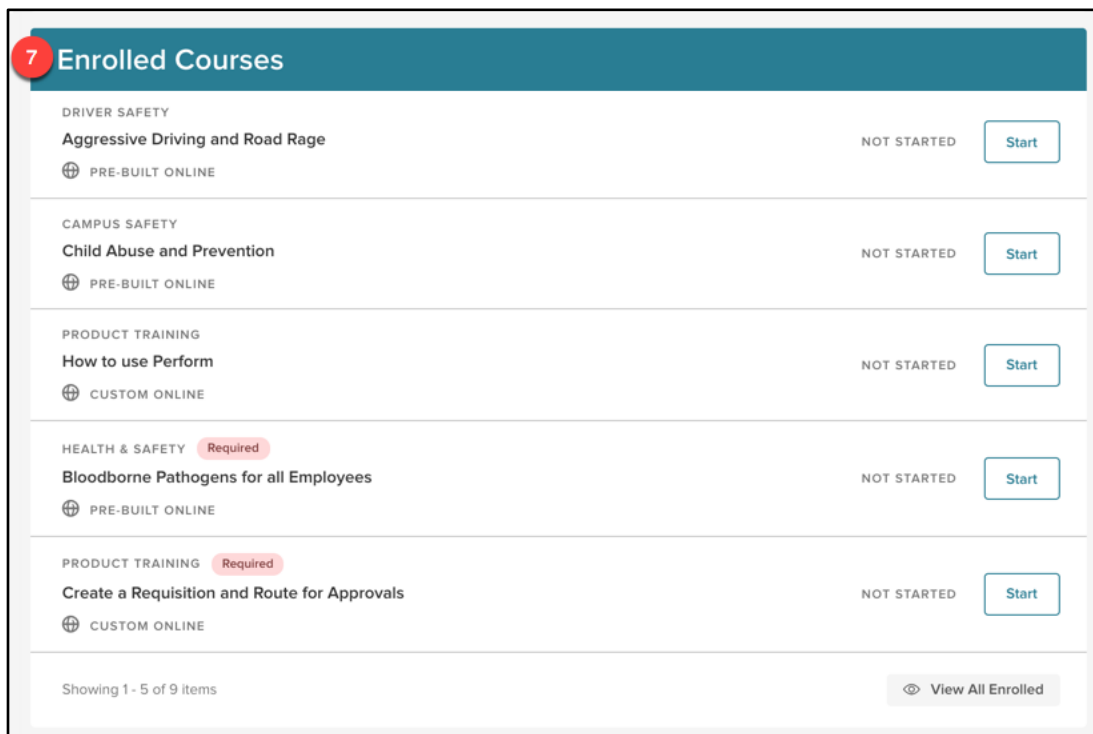 7 Enrolled Courses
DRIVER SAFETY
Aggressive Driving and Road Rage
NOT STARTED
Start
PRE-BUILT ONLINE
CAMPUS SAFETY
Child Abuse and Prevention
NOT STARTED
Start
PRE-BUILT ONLINE
PRODUCT TRAINING
How to use Perform
NOT STARTED
Start
CUSTOM ONLINE
HEALTH & SAFETY Required
Bloodborne Pathogens for all Employees
NOT STARTED
Start
PRE-BUILT ONLINE
PRODUCT TRAINING Required
Create a Requisition and Route for Approvals
NOT STARTED
Start
CUSTOM ONLINE
Showing 1 - 5 of 9 items
View All Enrolled